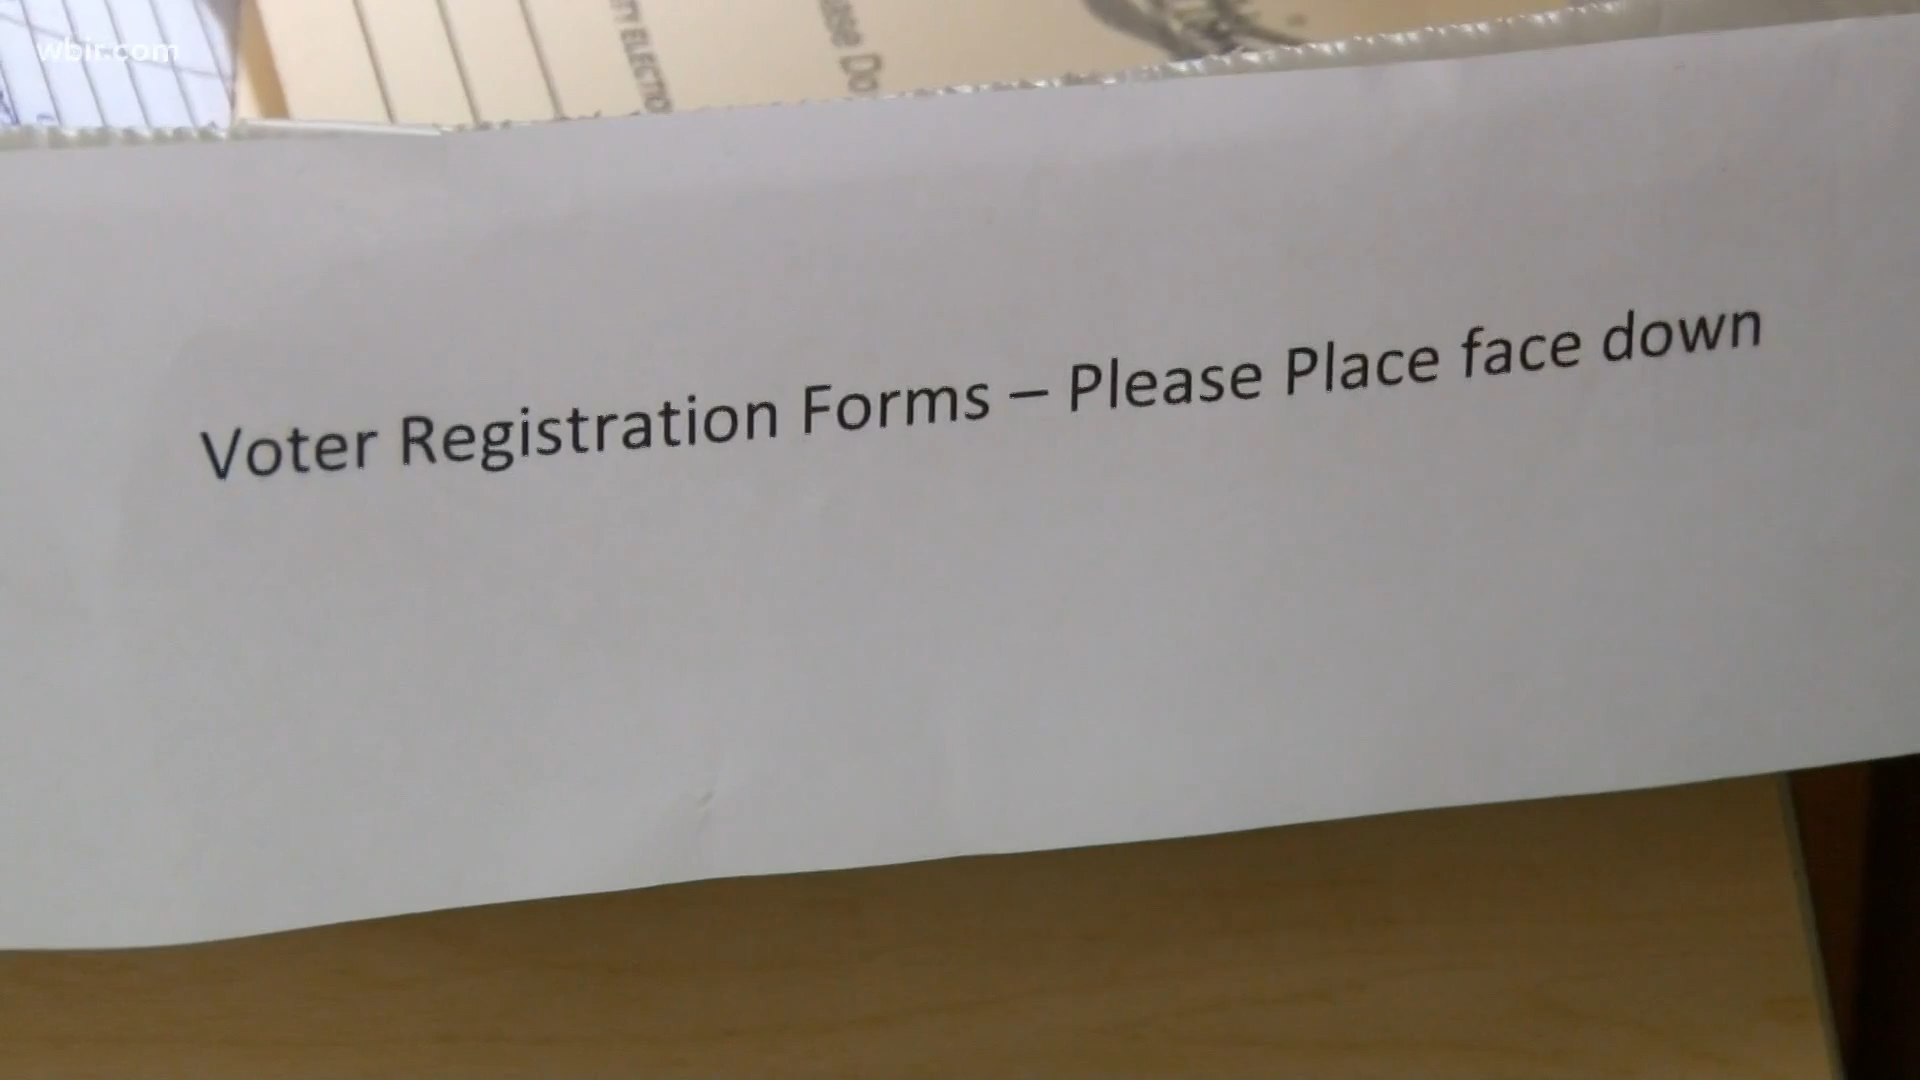 wbir.com
Voter Registration Forms – Please Place face down